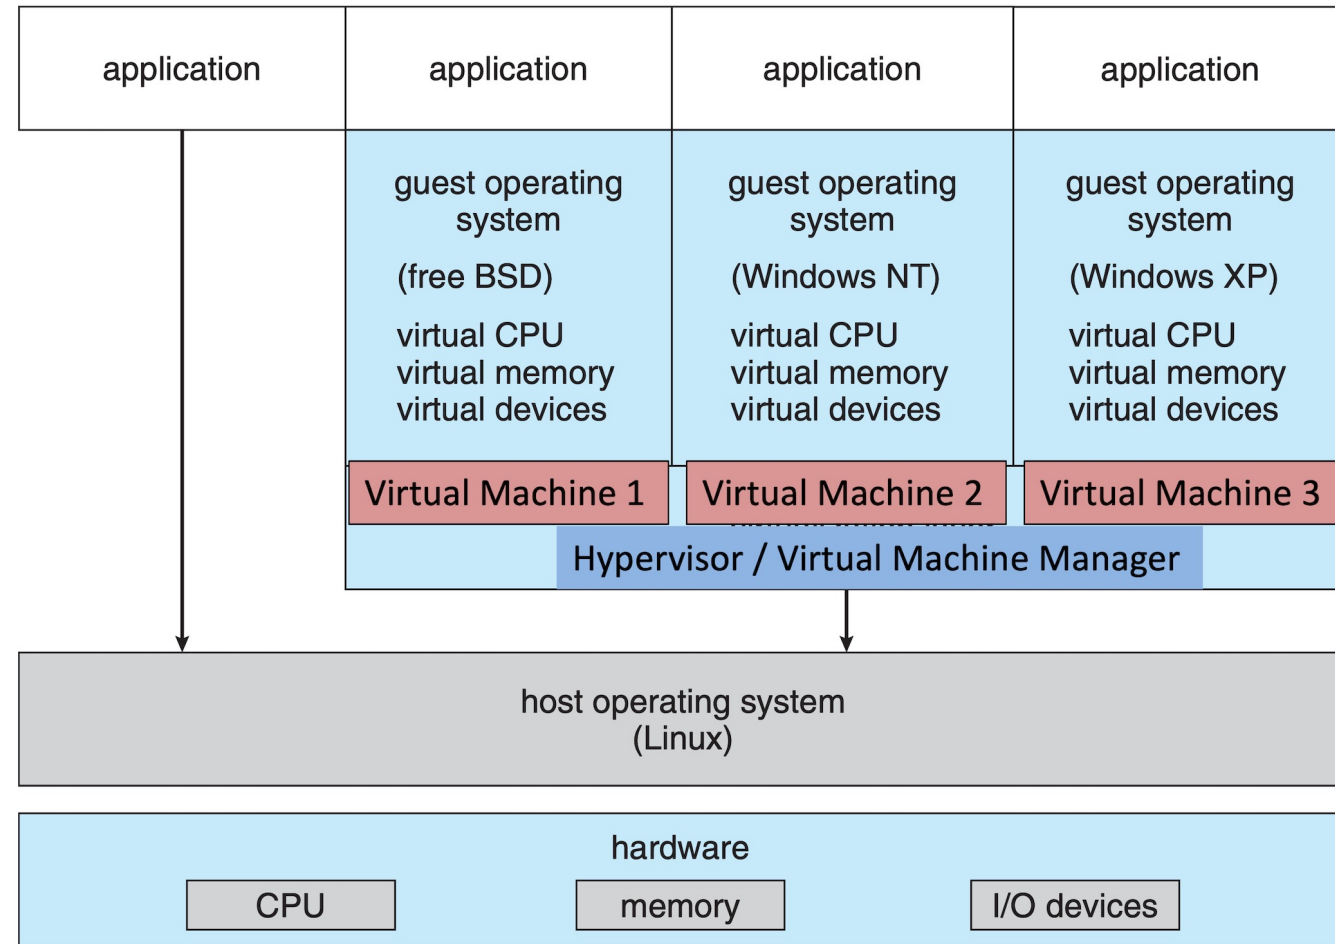 application
application
application
application
guest operating
system
(free BSD)
virtual CPU
virtual memory
virtual devices
guest operating
system
(Windows NT)
virtual CPU
virtual memory
virtual devices
guest operating
system
(Windows XP)
virtual CPU
virtual memory
virtual devices
Virtual Machine 1
Virtual Machine 2
Virtual Machine 3
Hypervisor / Virtual Machine Manager
host operating system
(Linux)
hardware
CPU
memory
I/O devices